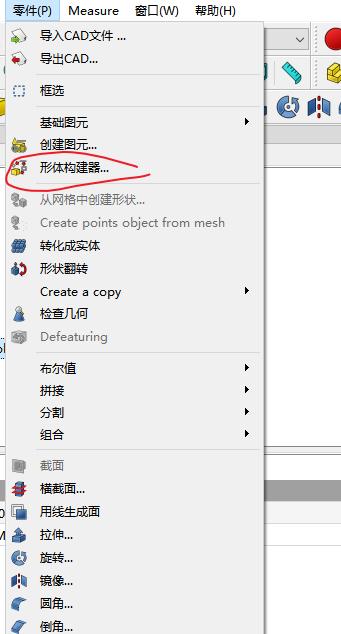 零件(P) Measure 窗口(W) 帮助(H)
导入CAD文件 ...
导出CAD...
框选
基础图元
创建图元...
形体构建器...
从网格中创建形状...
Create points object from mesh
转化成实体
形状翻转
Create a copy
检查几何
Defeaturing
布尔值
拼接
分割
组合
截面
横截面...
用线生成面
拉伸...
旋转...
镜像...
圆角...
倒角...